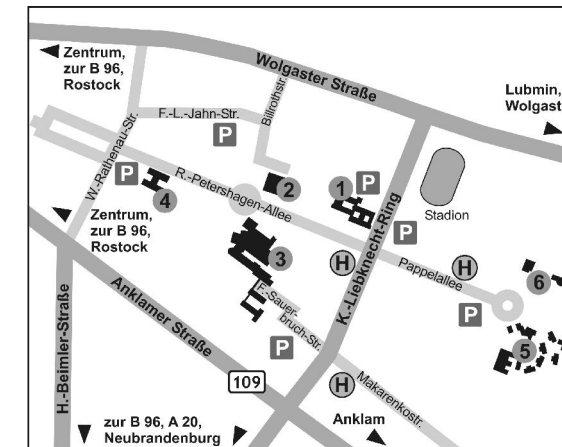 Wolgaster Straße
Zentrum,
zur B 96,
Rostock
Lubmin,
Wolgast
F.-L.-Jahn-Str.
Billrothstr.
P
W.-Rathenau-Str.
P
4
R.-Petershagen-Allee
2
1
P
Stadion
P
K.-Liebknecht-Ring
Zentrum,
zur B 96,
Rostock
3
H
Pappelallee
H
6
F.-Sauer-
bruch-Str.
P
5
Anklamer Straße
H.-Beimler-Straße
P
109
H
Makarenkostr.
Anklam
zur B 96, A 20,
Neubrandenburg